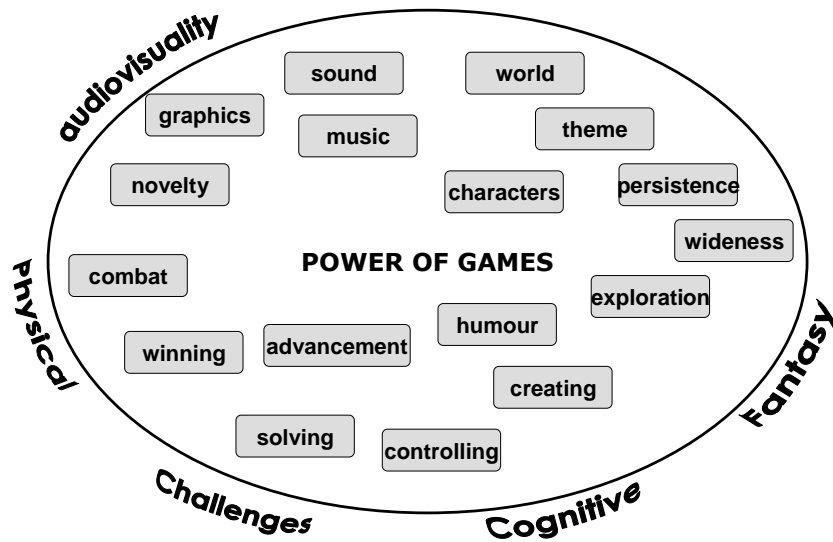 audiovisuality
sound
world
graphics
music
theme
novelty
characters
persistence
wideness
combat
POWER OF GAMES
exploration
Physical
humour
winning
advancement
creating
Fantasy
solving
controlling
Challenges
Cognitive